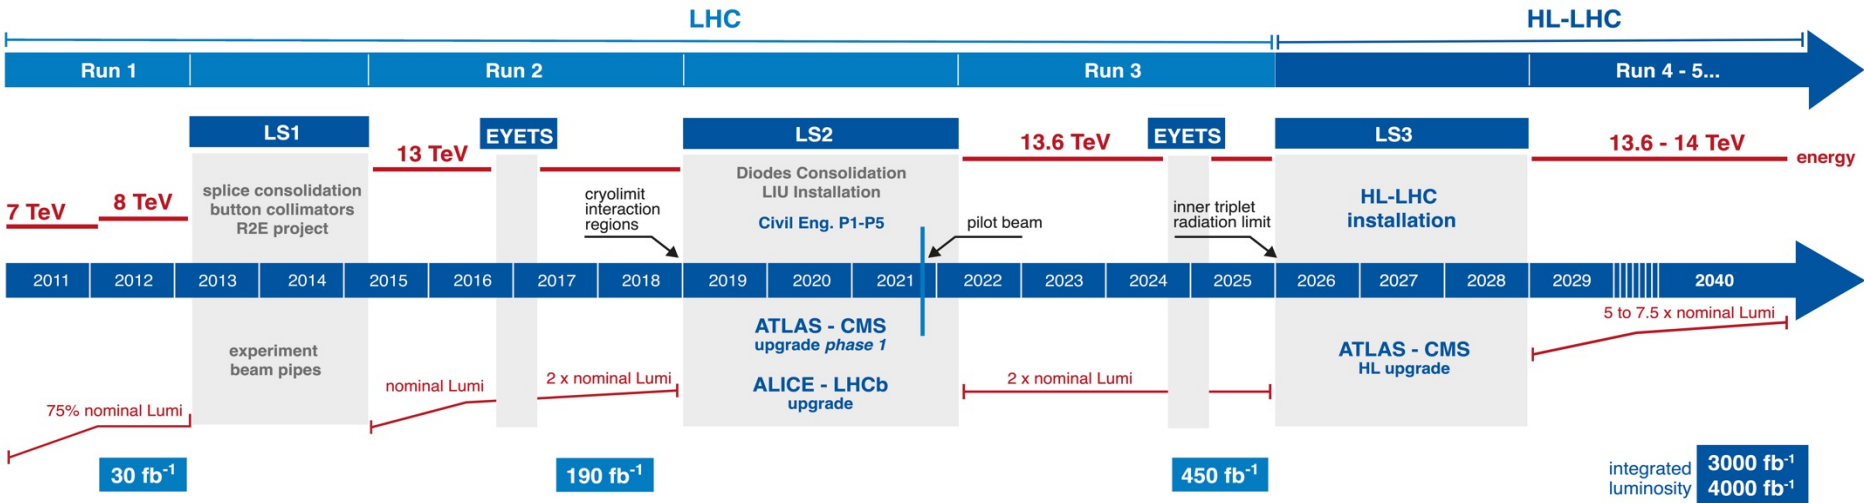 LHC
HL-LHC
Run 1
Run 2
Run 3
Run 4 - 5...
LS1
EYETS
LS2
EYETS
LS3
13 TeV
13.6 TeV
13.6 - 14 TeV
energy
7 TeV
8 TeV
splice consolidation
button collimators
R2E project
cryolimit
interaction
regions
Diodes Consolidation
LIU Installation
Civil Eng. P1-P5
pilot beam
inner triplet
radiation limit
HL-LHC
installation
2011
2012
2013
2014
2015
2016
2017
2018
2019
2020
2021
2022
2023
2024
2025
2026
2027
2028
2029
2040
5 to 7.5 x nominal Lumi
experiment
beam pipes
ATLAS - CMS
upgrade phase 1
ALICE - LHCb
upgrade
ATLAS - CMS
HL upgrade
75% nominal Lumi
nominal Lumi
2 x nominal Lumi
2 x nominal Lumi
30 fb⁻¹
190 fb⁻¹
450 fb⁻¹
integrated
luminosity
3000 fb⁻¹
4000 fb⁻¹